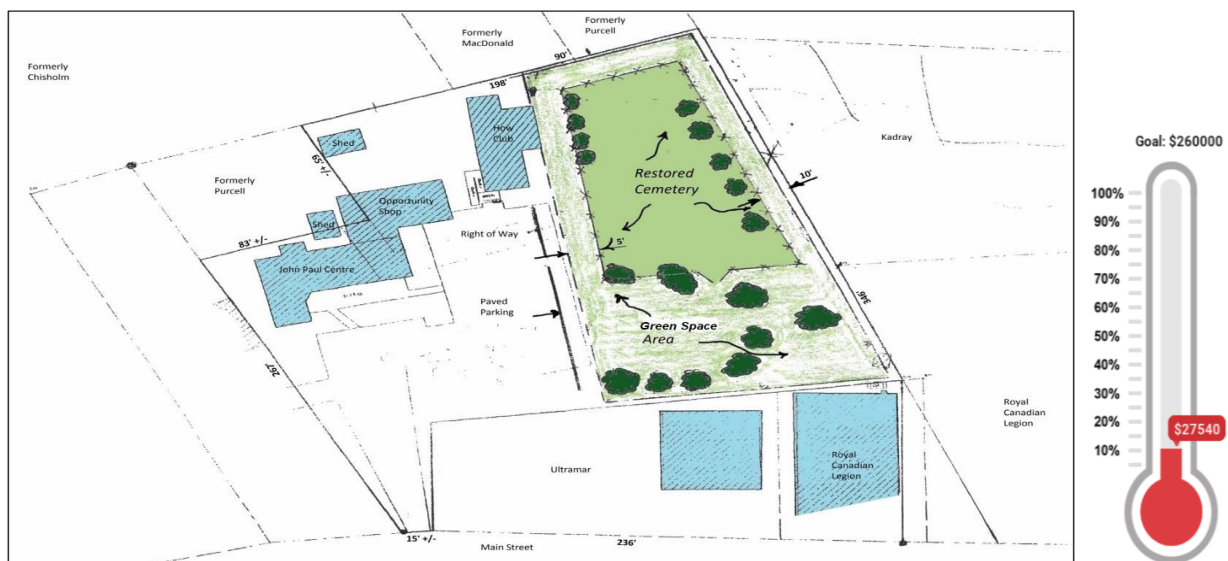 Formerly
Purcell
Formerly
MacDonald
Formerly
Chisholm
90'
198'
How
Club
Shed
65' +/-
Kadray
Formerly
Purcell
Restored
Cemetery
10'
Opportunity
Shop
Shed
Right of Way
5'
83' +/-
John Paul Centre
346'
Paved
Parking
Green Space
Area
267'
Royal
Canadian
Legion
Ultramar
Royal
Canadian
Legion
15' +/-
Main Street
236'
Goal: $260000
100%
90%
80%
70%
60%
50%
40%
30%
20%
$27540
10%